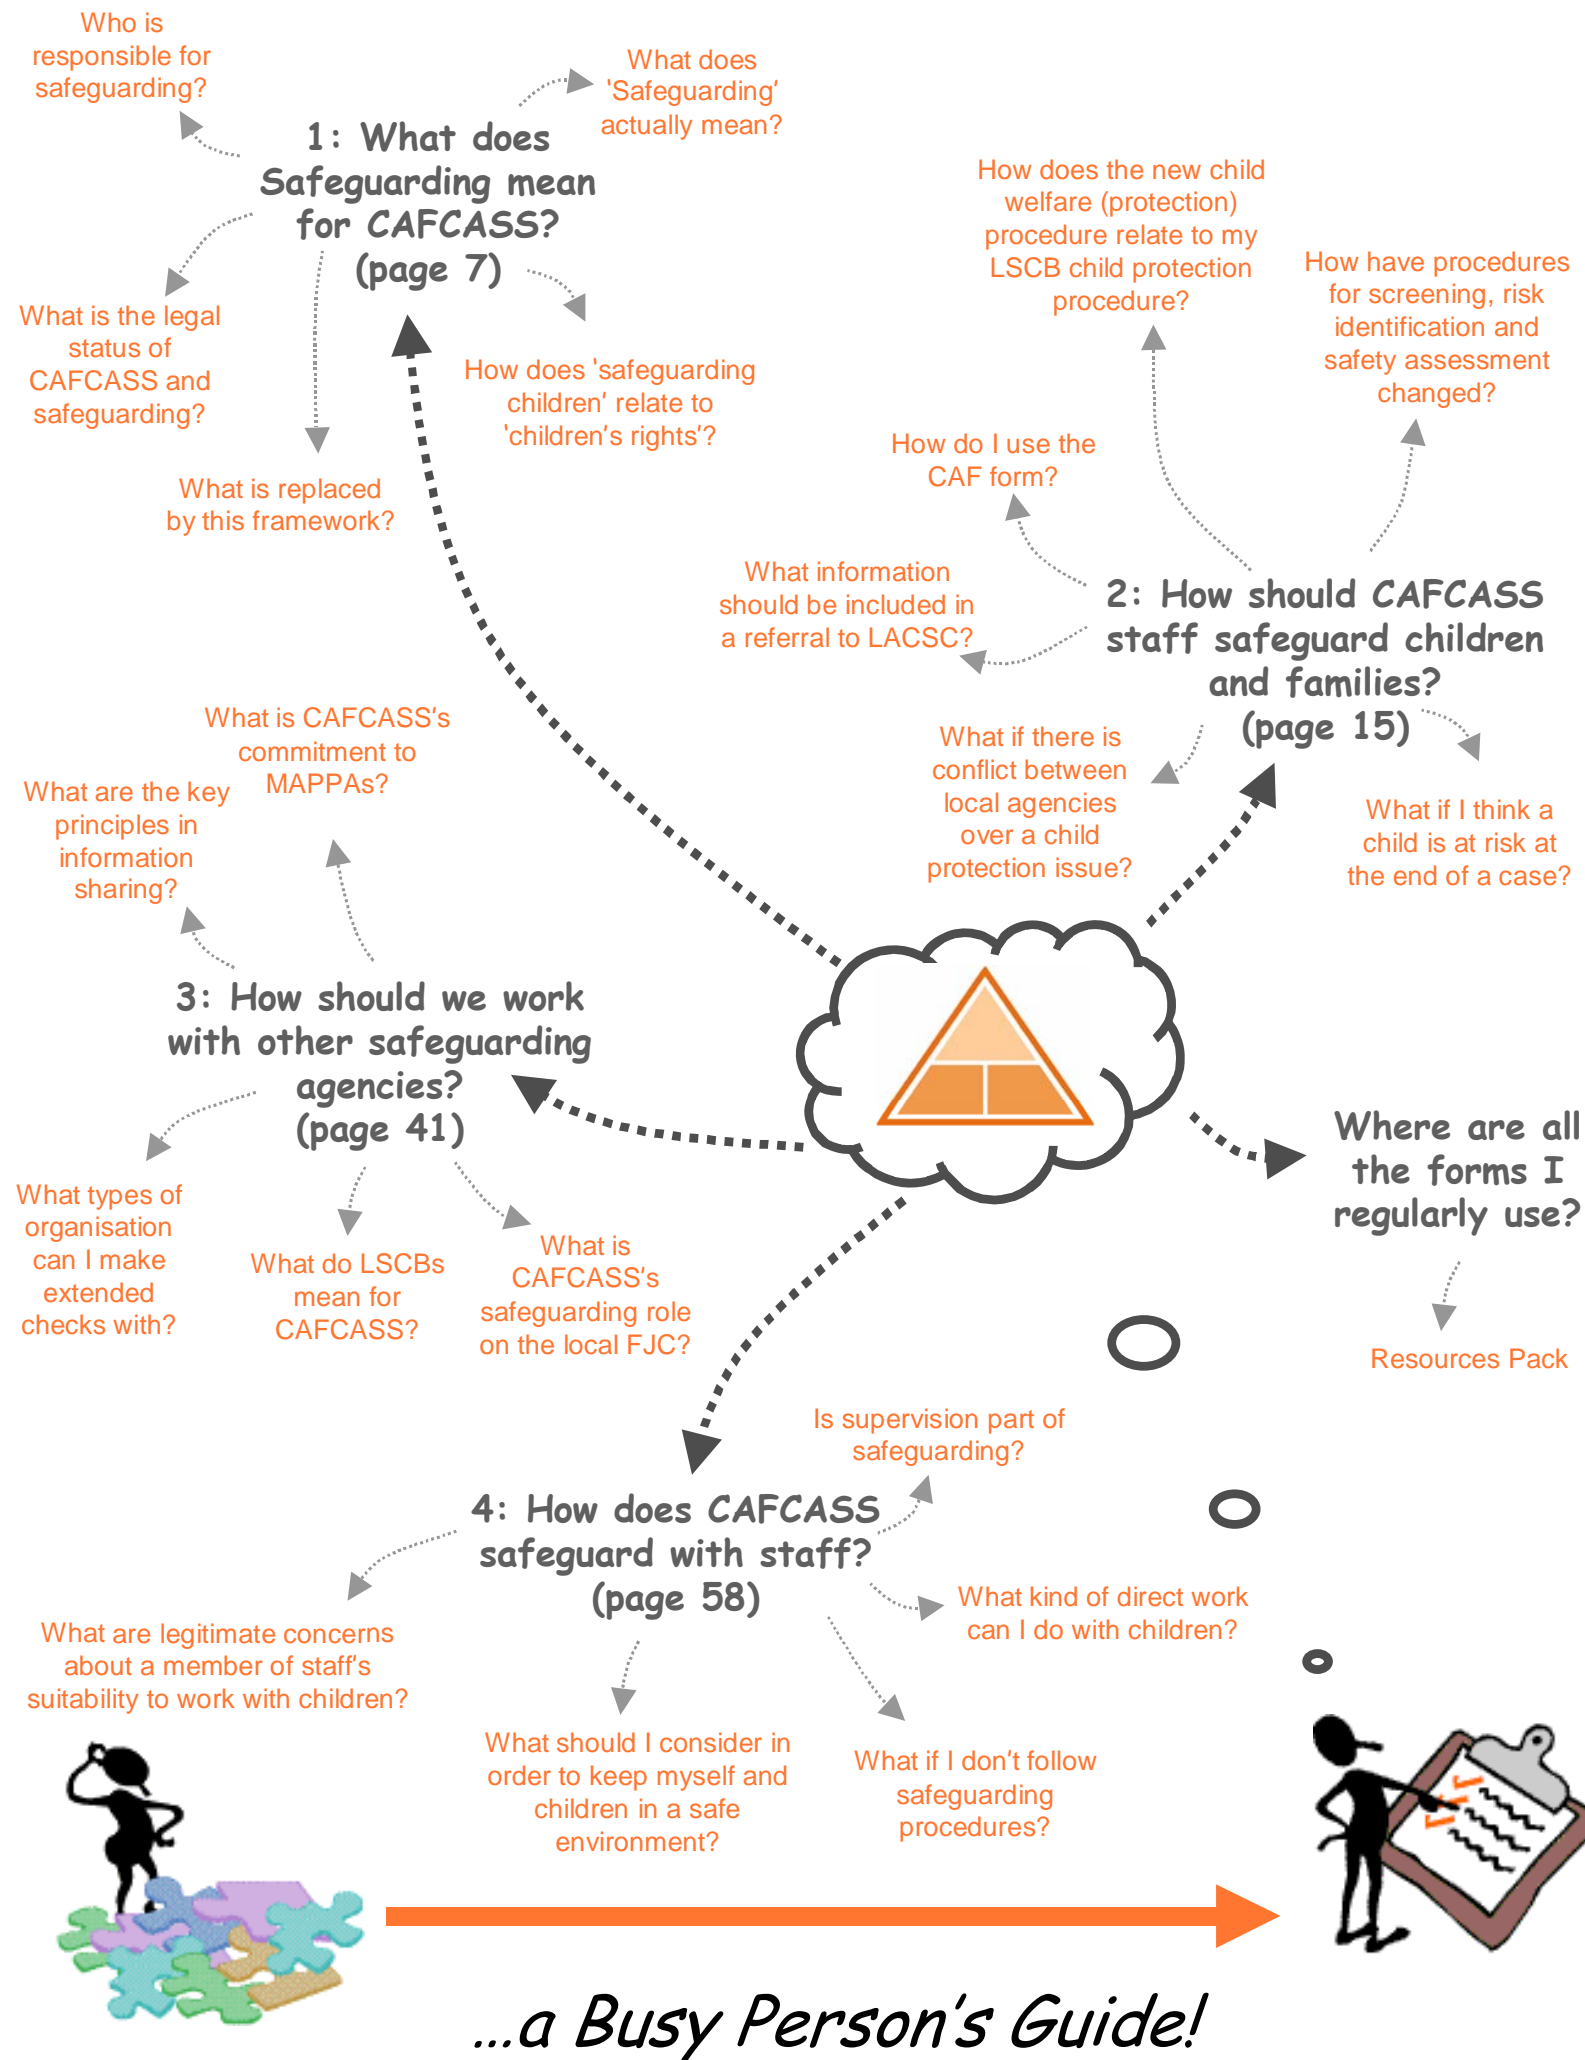 Who is
responsible for
safeguarding?
What does
'Safeguarding'
actually mean?
1: What does
Safeguarding mean
for CAFCASS?
(page 7)
What is the legal
status of
CAFCASS and
safeguarding?
How does 'safeguarding
children' relate to
'children's rights'?
What is replaced
by this framework?
How does the new child
welfare (protection)
procedure relate to my
LSCB child protection
procedure?
How have procedures
for screening, risk
identification and
safety assessment
changed?
How do I use the
CAF form?
What information
should be included in
a referral to LACSC?
2: How should CAFCASS
staff safeguard children
and families?
(page 15)
What if there is
conflict between
local agencies
over a child
protection issue?
What if I think a
child is at risk at
the end of a case?
What is CAFCASS's
commitment to
MAPPAs?
What are the key
principles in
information
sharing?
3: How should we work
with other safeguarding
agencies?
(page 41)
What types of
organisation
can I make
extended
checks with?
What do LSCBs
mean for
CAFCASS?
What is
CAFCASS's
safeguarding role
on the local FJC?
Where are all
the forms I
regularly use?
Resources Pack
Is supervision part of
safeguarding?
4: How does CAFCASS
safeguard with staff?
(page 58)
What kind of direct work
can I do with children?
What are legitimate concerns
about a member of staff's
suitability to work with children?
What should I consider in
order to keep myself and
children in a safe
environment?
What if I don't follow
safeguarding
procedures?
...a Busy Person's Guide!